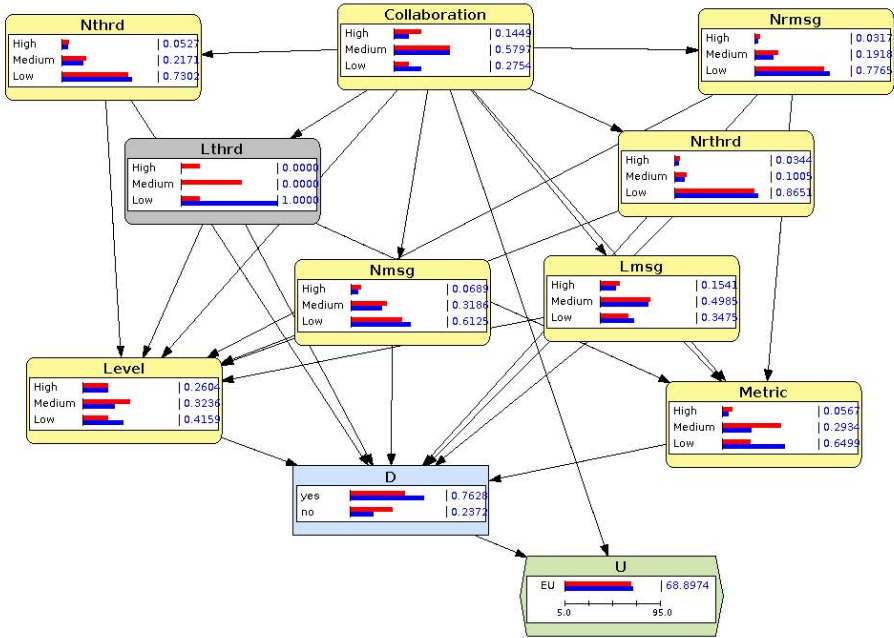 Nthrd
High | 0.0527
Medium | 0.2171
Low | 0.7302
Collaboration
High | 0.1449
Medium | 0.5797
Low | 0.2754
Nrmsg
High | 0.0317
Medium | 0.1918
Low | 0.7765
Lthrd
High | 0.0000
Medium | 0.0000
Low | 1.0000
Nrthrd
High | 0.0344
Medium | 0.1005
Low | 0.8651
Nmsg
High | 0.0689
Medium | 0.3186
Low | 0.6125
Lmsg
High | 0.1541
Medium | 0.4985
Low | 0.3475
Level
High | 0.2604
Medium | 0.3236
Low | 0.4159
Metric
High | 0.0567
Medium | 0.2934
Low | 0.6499
D
yes | 0.7628
no | 0.2372
U
EU | 68.8974
5.0 95.0